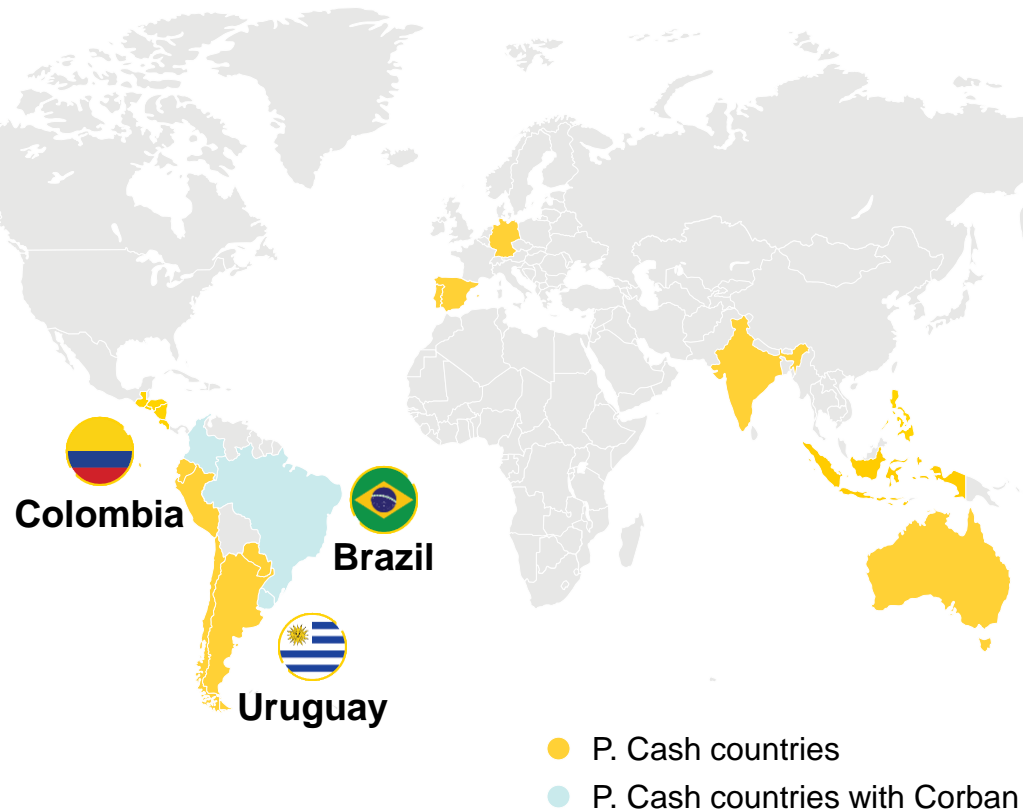 Colombia
Brazil
Uruguay
P. Cash countries
P. Cash countries with Corban